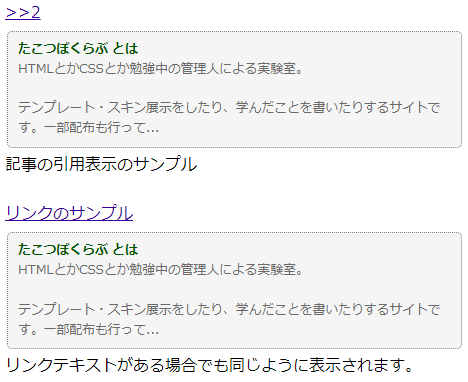 >>2
たこつぼくらぶ とは
HTMLとかCSSとか勉強中の管理人による実験室。
テンプレート・スキン展示をしたり、学んだことを書いたりするサイトで
す。一部配布も行って...
記事の引用表示のサンプル
リンクのサンプル
たこつぼくらぶ とは
HTMLとかCSSとか勉強中の管理人による実験室。
テンプレート・スキン展示をしたり、学んだことを書いたりするサイトで
す。一部配布も行って...
リンクテキストがある場合でも同じように表示されます。